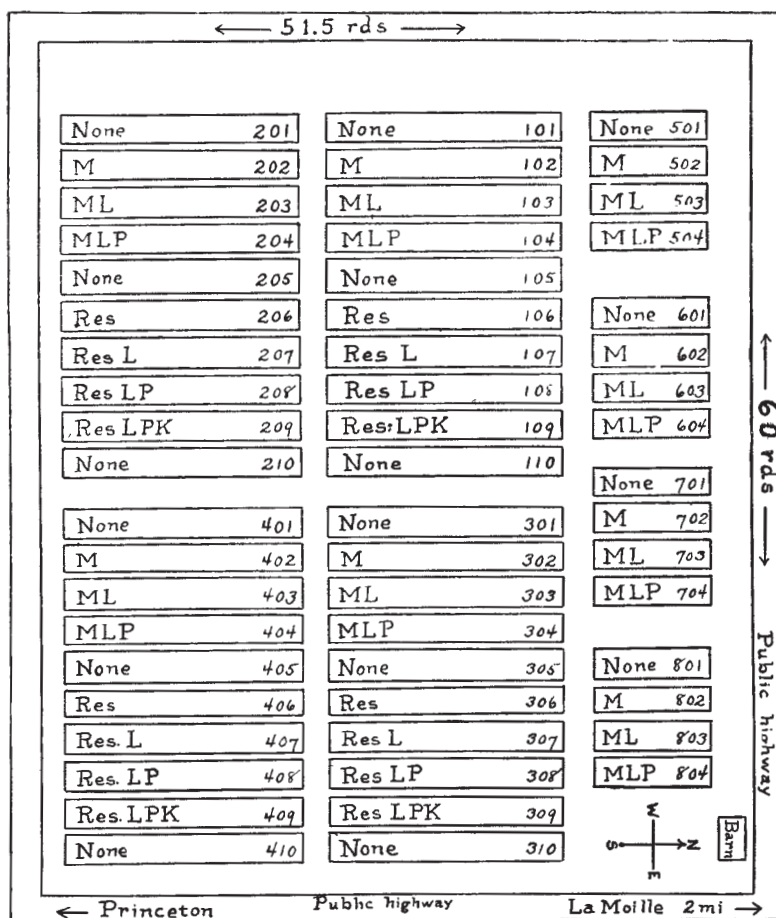 51.5 rds
None 201
M 202
ML 203
MLP 204
None 205
Res 206
Res L 207
Res LP 208
Res LPK 209
None 210
None 101
M 102
ML 103
MLP 104
None 105
Res 106
Res L 107
Res LP 108
Res: LPK 109
None 110
None 501
M 502
ML 503
MLP 504
None 601
M 602
ML 603
MLP 604
None 701
M 702
ML 703
MLP 704
None 801
M 802
ML 803
MLP 804
None 401
M 402
ML 403
MLP 404
None 405
Res 406
Res. L 407
Res. LP 408
Res. LPK 409
None 410
None 301
M 302
ML 303
MLP 304
None 305
Res 306
Res L 307
Res LP 308
Res LPK 309
None 310
60 rds
Public highway
W
S N
E
Barn
Princeton
Public highway
La Moille 2 mi